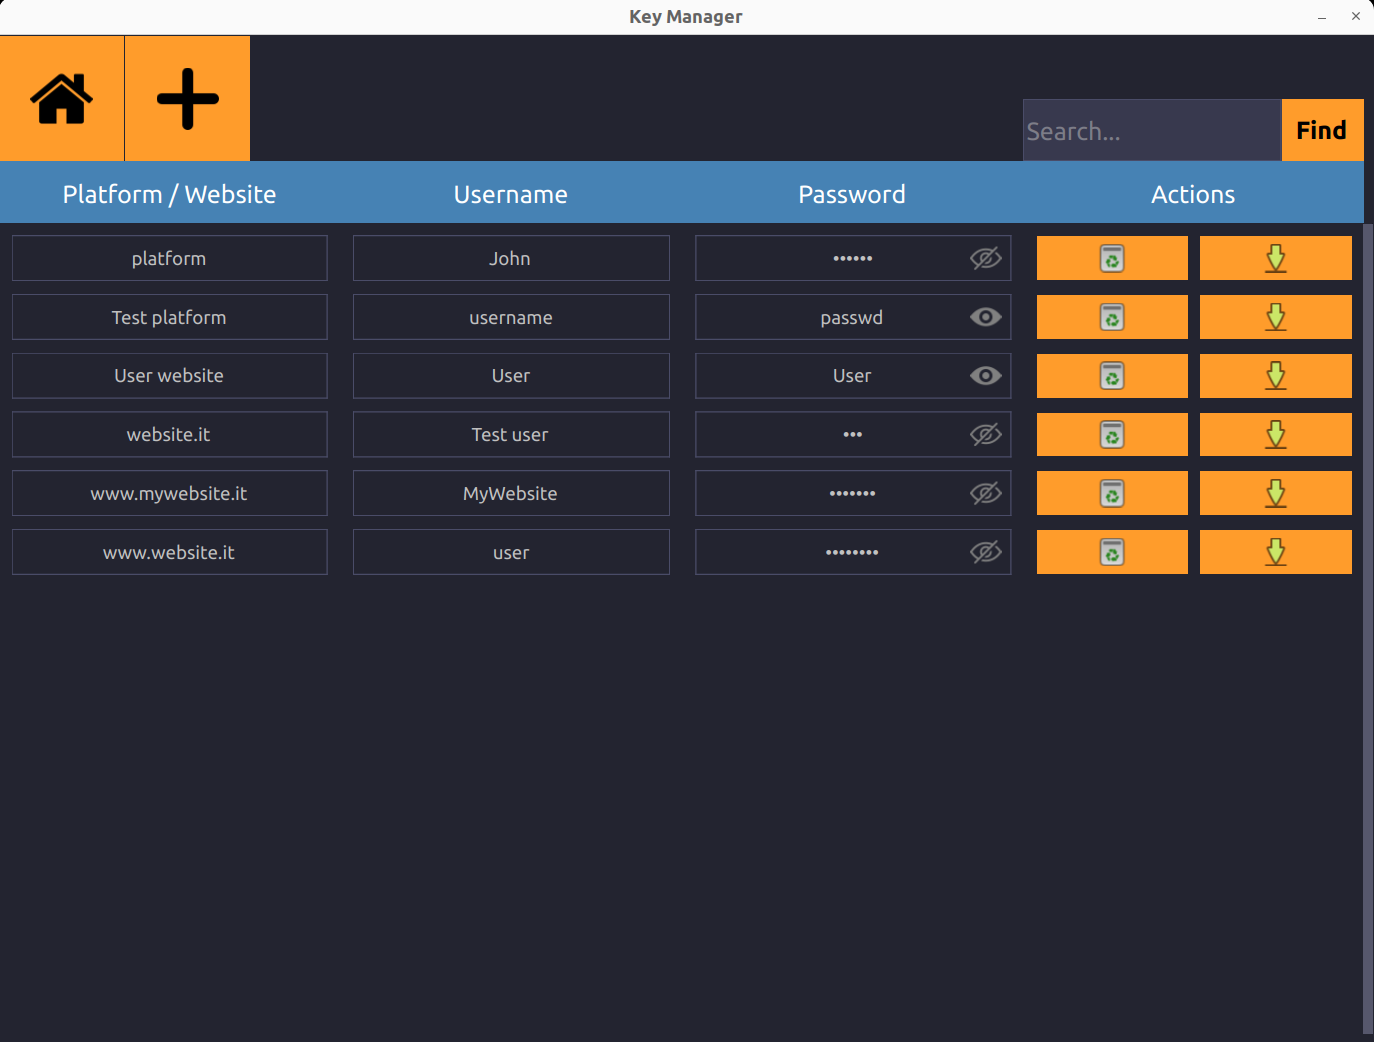 Key Manager
Search...
Find
Platform / Website Username Password Actions
platform John ••••••
Test platform username passwd
User website User User
website.it Test user •••
www.mywebsite.it MyWebsite •••••••
www.website.it user ••••••••